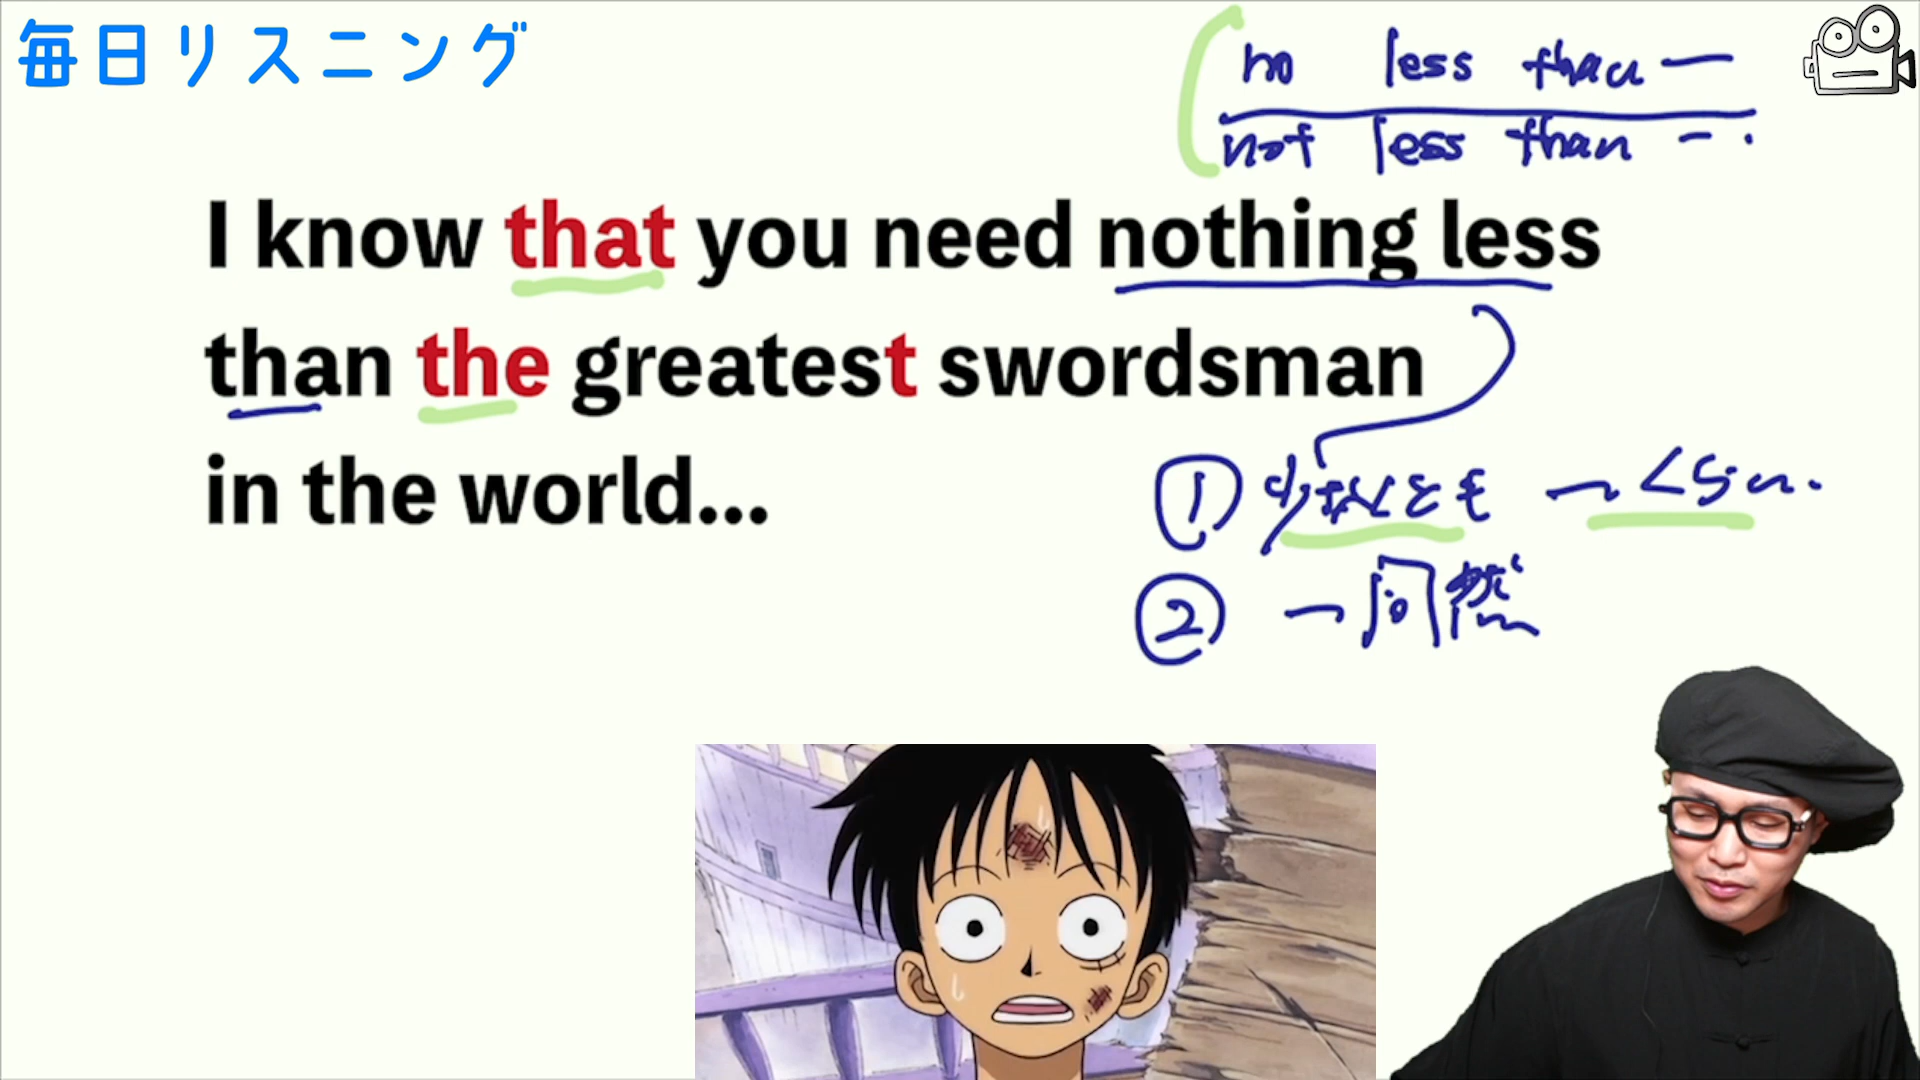 毎日リスニング
no less than ―
not less than ― .
I know that you need nothing less
than the greatest swordsman
in the world...
① 少なくとも 〜くらい.
② 〜同然